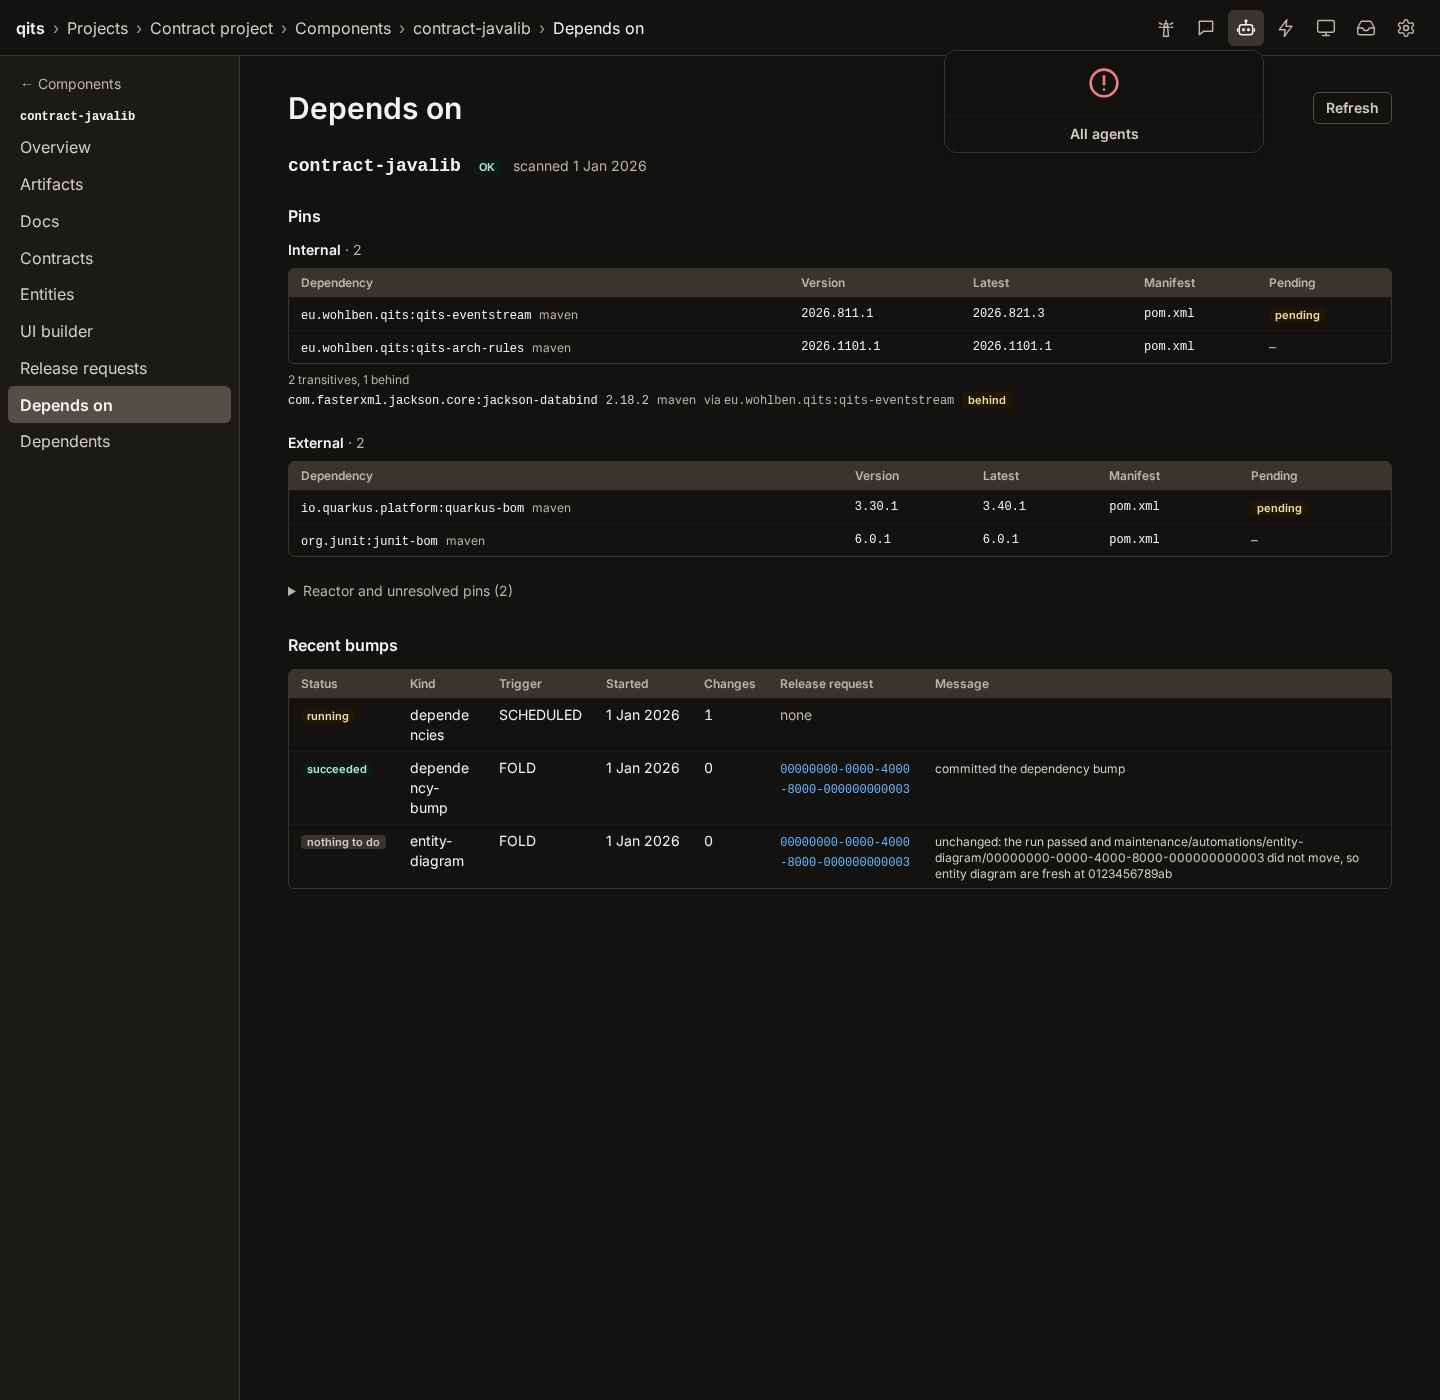 qits › Projects › Contract project › Components › contract-javalib › Depends on
All agents
← Components
contract-javalib
Overview
Artifacts
Docs
Contracts
Entities
UI builder
Release requests
Depends on
Dependents
Depends on
Refresh
contract-javalib OK scanned 1 Jan 2026
Pins
Internal · 2
Dependency Version Latest Manifest Pending
eu.wohlben.qits:qits-eventstream maven 2026.811.1 2026.821.3 pom.xml pending
eu.wohlben.qits:qits-arch-rules maven 2026.1101.1 2026.1101.1 pom.xml –
2 transitives, 1 behind
com.fasterxml.jackson.core:jackson-databind 2.18.2 maven via eu.wohlben.qits:qits-eventstream behind
External · 2
Dependency Version Latest Manifest Pending
io.quarkus.platform:quarkus-bom maven 3.30.1 3.40.1 pom.xml pending
org.junit:junit-bom maven 6.0.1 6.0.1 pom.xml –
Reactor and unresolved pins (2)
Recent bumps
Status Kind Trigger Started Changes Release request Message
running depende SCHEDULED 1 Jan 2026 1 none
ncies
succeeded depende FOLD 1 Jan 2026 0 00000000-0000-4000 committed the dependency bump
ncy- -8000-000000000003
bump
nothing to do entity- FOLD 1 Jan 2026 0 00000000-0000-4000 unchanged: the run passed and maintenance/automations/entity-
diagram -8000-000000000003 diagram/00000000-0000-4000-8000-000000000003 did not move, so
entity diagram are fresh at 0123456789ab